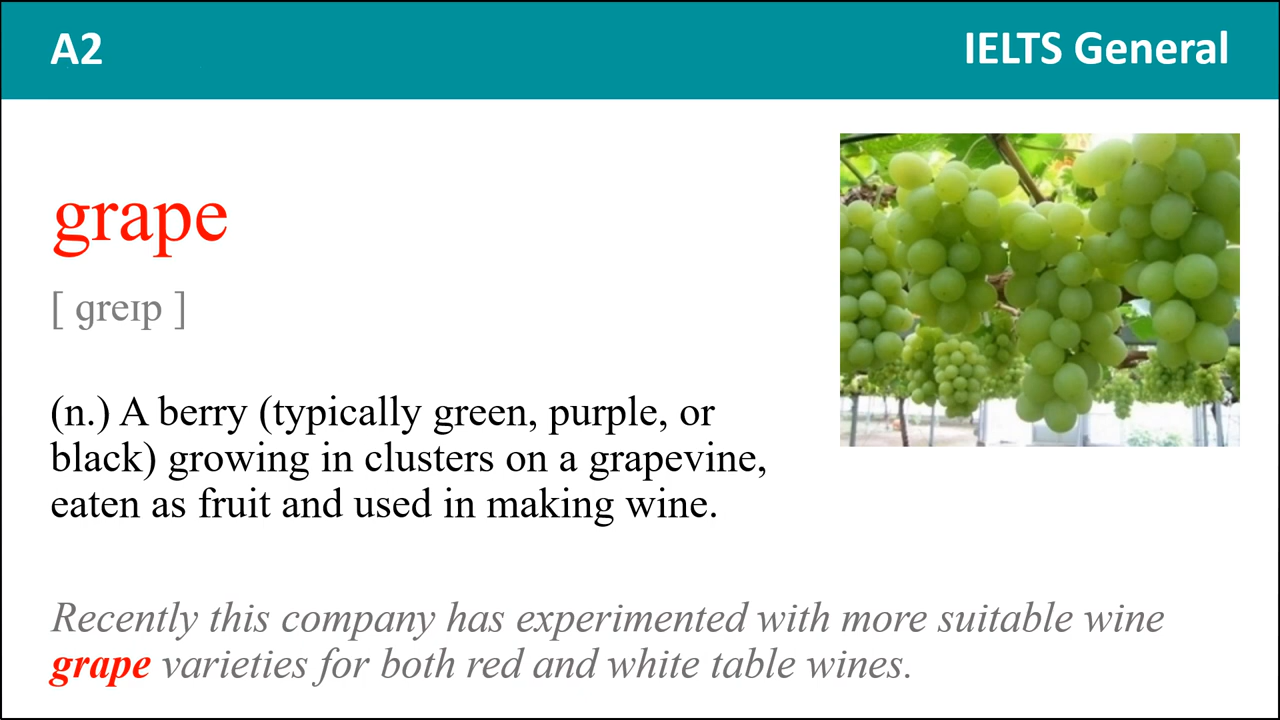 A2
IELTS General
grape
[ ɡreɪp ]
(n.) A berry (typically green, purple, or
black) growing in clusters on a grapevine,
eaten as fruit and used in making wine.
Recently this company has experimented with more suitable wine
grape varieties for both red and white table wines.